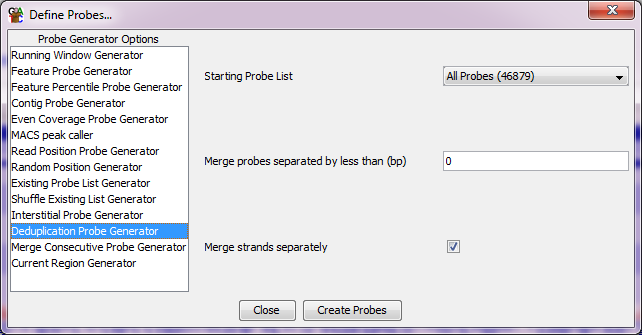 Define Probes...
Probe Generator Options
Running Window Generator
Feature Probe Generator
Feature Percentile Probe Generator
Contig Probe Generator
Even Coverage Probe Generator
MACS peak caller
Read Position Probe Generator
Random Position Generator
Existing Probe List Generator
Shuffle Existing List Generator
Interstitial Probe Generator
Deduplication Probe Generator
Merge Consecutive Probe Generator
Current Region Generator
Starting Probe List
All Probes (46879)
Merge probes separated by less than (bp)
0
Merge strands separately
Close
Create Probes